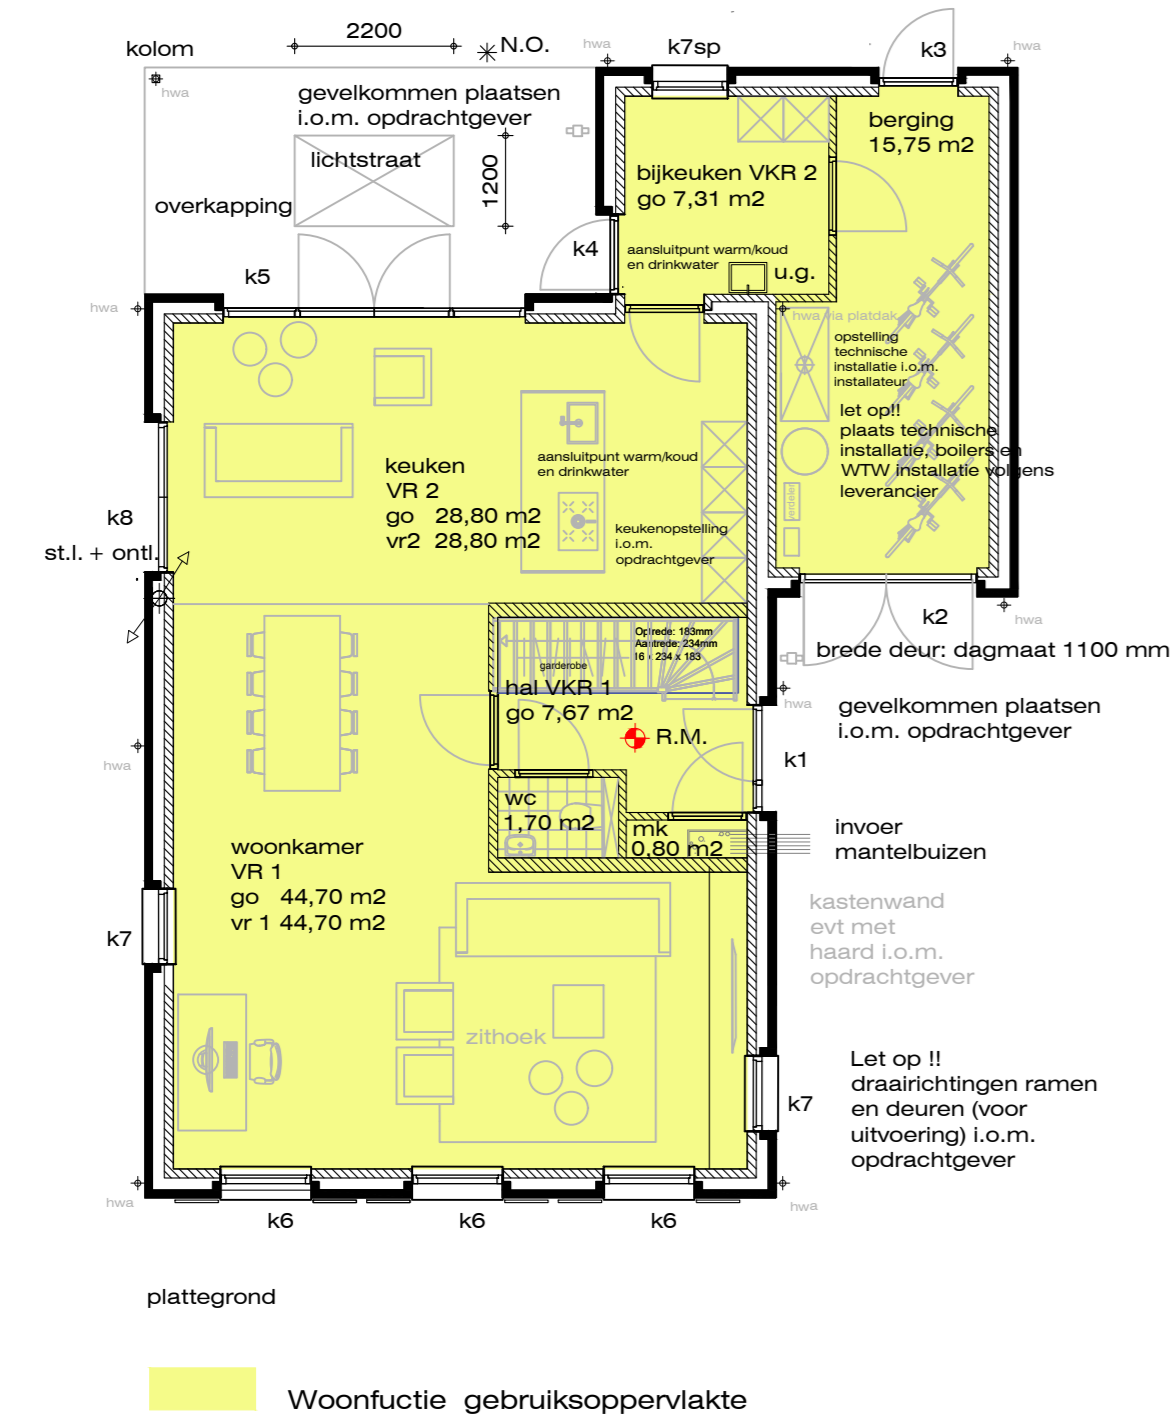 2200
kolom
N.O.
hwa
k7sp
k3
hwa
hwa
gevelkommen plaatsen
i.o.m. opdrachtgever
lichtstraat
1200
overkapping
berging
15,75 m2
bijkeuken VKR 2
go 7,31 m2
k4
aansluitpunt warm/koud
en drinkwater
u.g.
k5
hwa
hwa via platdak
opstelling
technische
installatie i.o.m.
installateur
let op!!
plaats technische
installatie, boilers en
WTW installatie volgens
leverancier
verdeler
keuken
VR 2
go 28,80 m2
vr2 28,80 m2
aansluitpunt warm/koud
en drinkwater
keukenopstelling
i.o.m.
opdrachtgever
k8
st.l. + ontl.
k2
hwa
brede deur: dagmaat 1100 mm
Optrede: 183mm
Aantrede: 234mm
16 x 234 x 183
garderobe
hal VKR 1
go 7,67 m2
R.M.
hwa
gevelkommen plaatsen
i.o.m. opdrachtgever
k1
hwa
wc
1,70 m2
mk
0,80 m2
invoer
mantelbuizen
woonkamer
VR 1
go 44,70 m2
vr 1 44,70 m2
k7
kastenwand
evt met
haard i.o.m.
opdrachtgever
zithoek
k7
Let op !!
draairichtingen ramen
en deuren (voor
uitvoering) i.o.m.
opdrachtgever
hwa
hwa
k6
k6
k6
plattegrond
Woonfuctie gebruiksoppervlakte